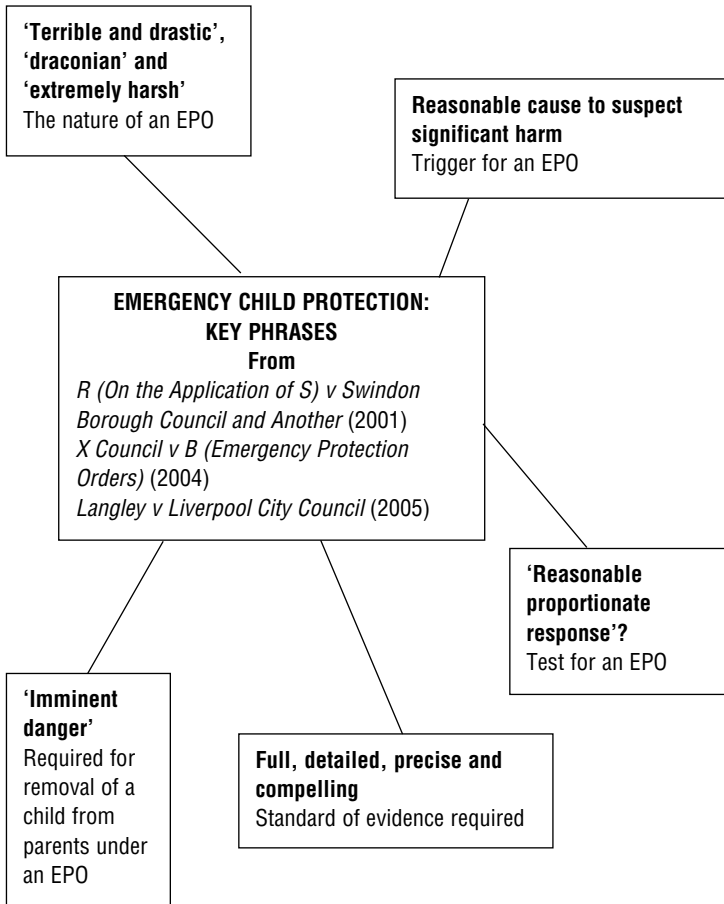 ‘Terrible and drastic’,
‘draconian’ and
‘extremely harsh’
The nature of an EPO
Reasonable cause to suspect
significant harm
Trigger for an EPO
EMERGENCY CHILD PROTECTION:
KEY PHRASES
From
R (On the Application of S) v Swindon
Borough Council and Another (2001)
X Council v B (Emergency Protection
Orders) (2004)
Langley v Liverpool City Council (2005)
‘Reasonable
proportionate
response’?
Test for an EPO
‘Imminent
danger’
Required for
removal of a
child from
parents under
an EPO
Full, detailed, precise and
compelling
Standard of evidence required